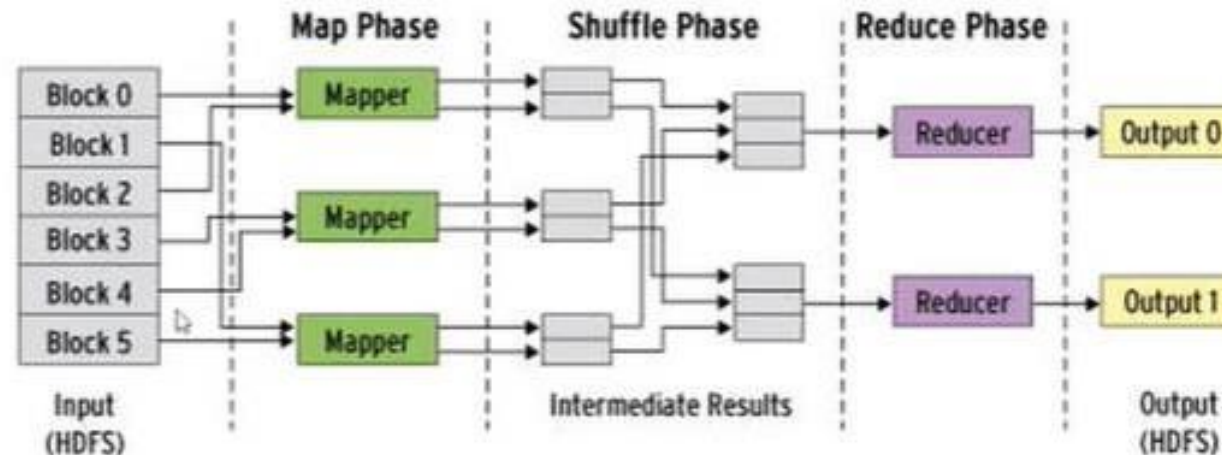 Map Phase
Shuffle Phase
Reduce Phase
Block 0
Block 1
Block 2
Block 3
Block 4
Block 5
Mapper
Mapper
Mapper
Reducer
Reducer
Output 0
Output 1
Input
(HDFS)
Intermediate Results
Output
(HDFS)